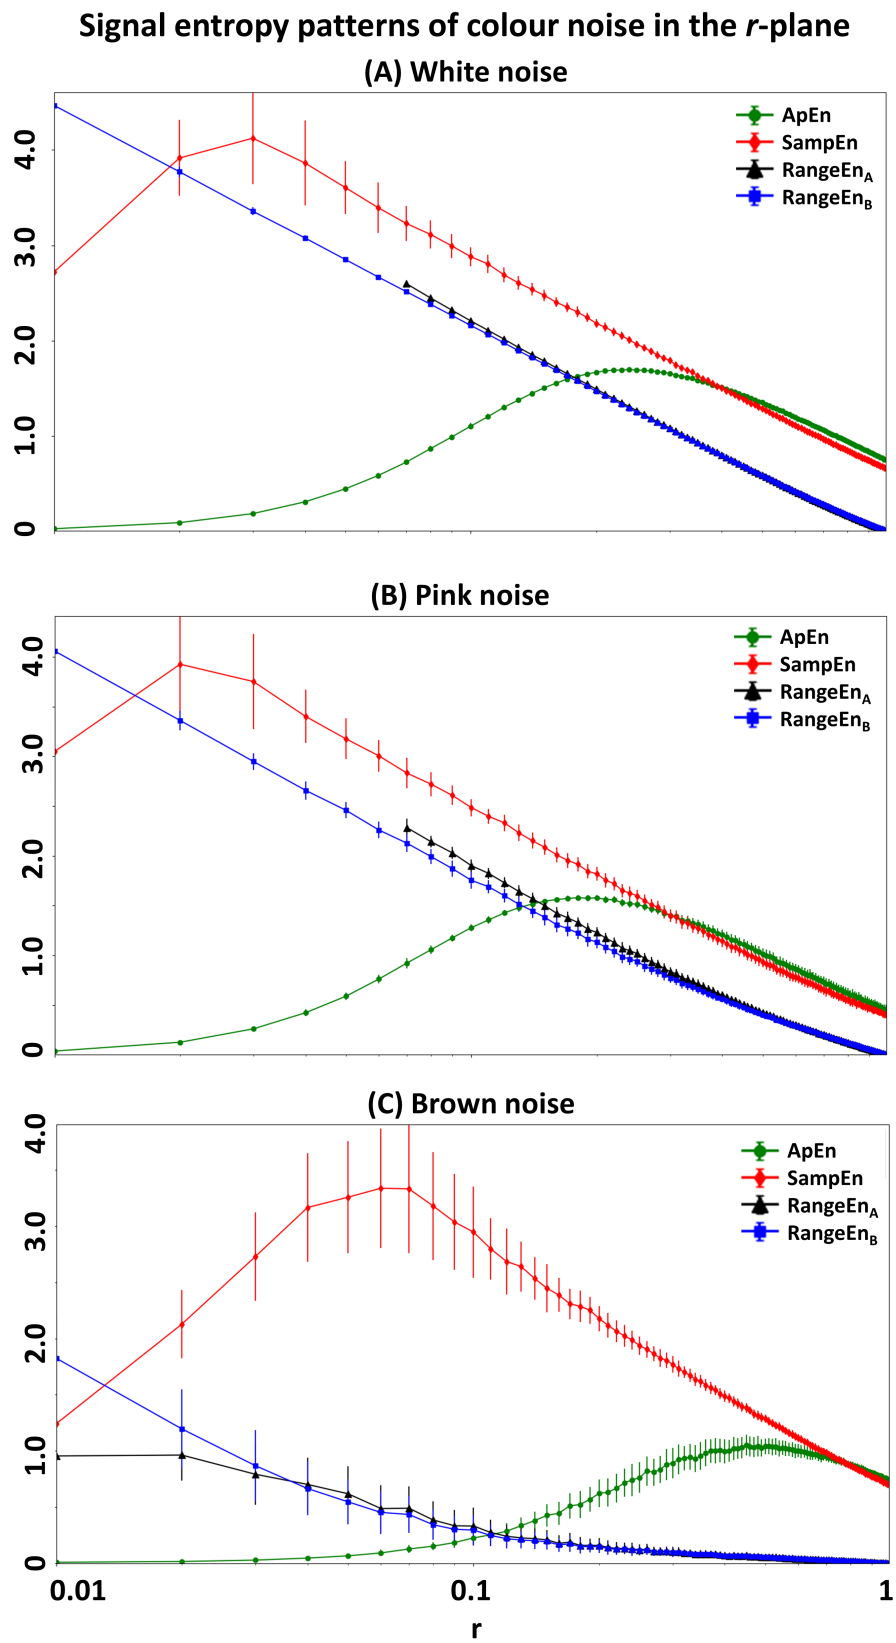 Signal entropy patterns of colour noise in the r-plane
(A) White noise
ApEn
SampEn
RangeEnA
RangeEnB
4.0
3.0
2.0
1.0
0
(B) Pink noise
ApEn
SampEn
RangeEnA
RangeEnB
4.0
3.0
2.0
1.0
0
(C) Brown noise
ApEn
SampEn
RangeEnA
RangeEnB
4.0
3.0
2.0
1.0
0
0.01 0.1 1
r